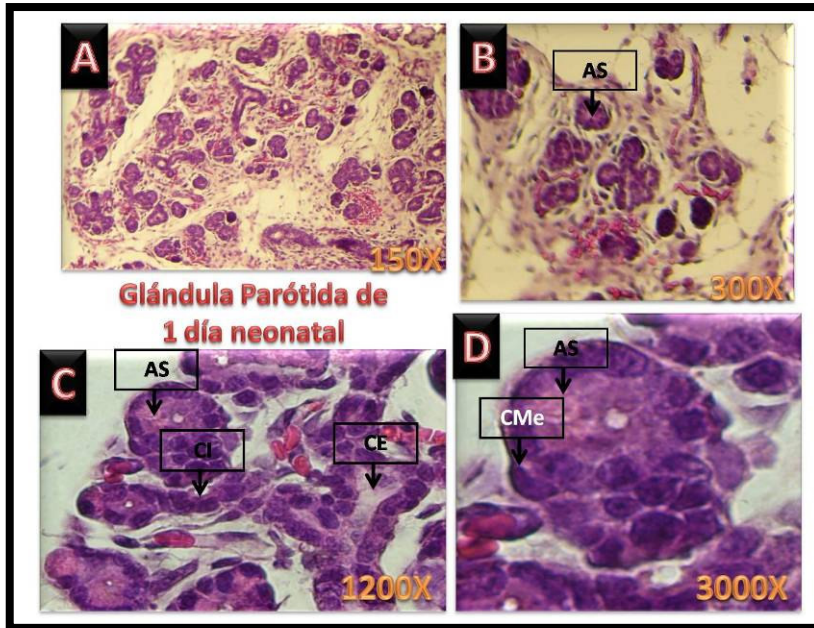 A
150X
B
AS
300X
Glándula Parótida de
1 día neonatal
C
AS
CI
CE
1200X
D
AS
CMe
3000X